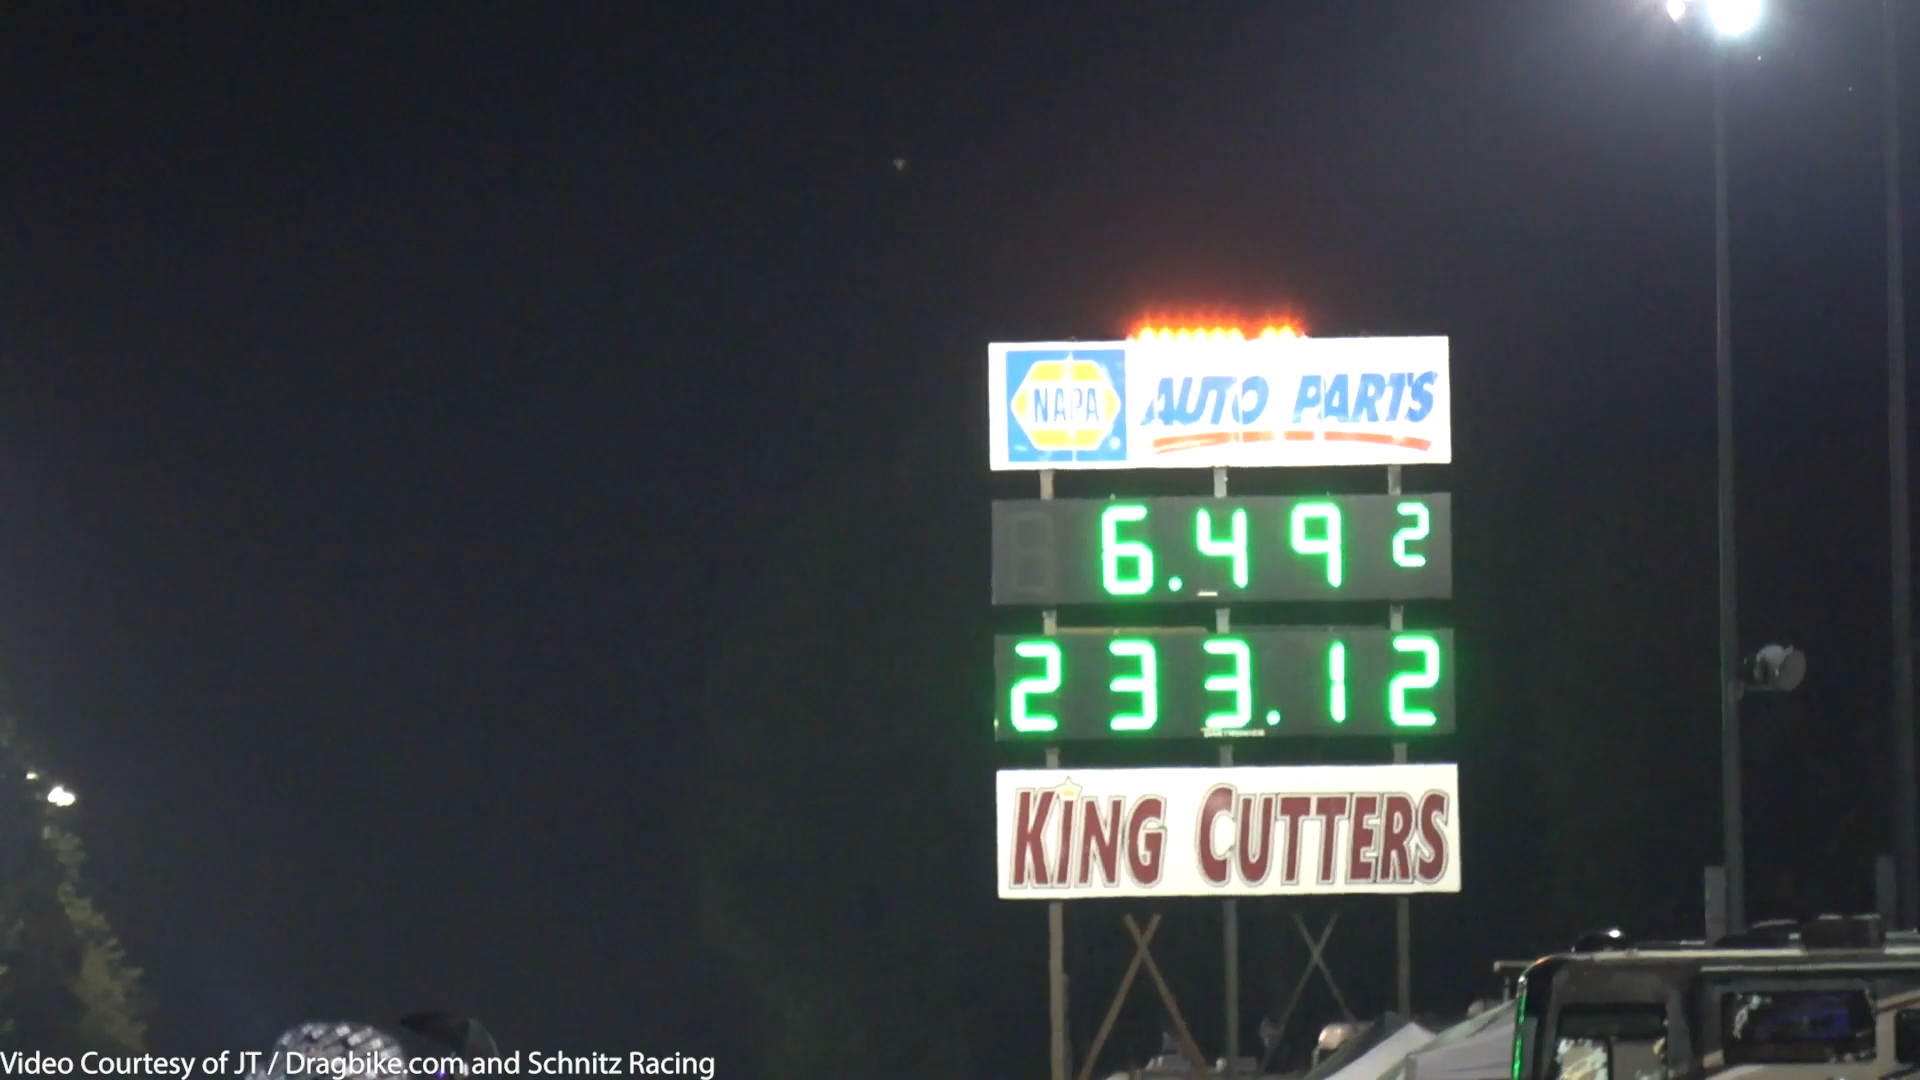 NAPA AUTO PARTS
6.492
233.12
KING CUTTERS
Video Courtesy of JT / Dragbike.com and Schnitz Racing